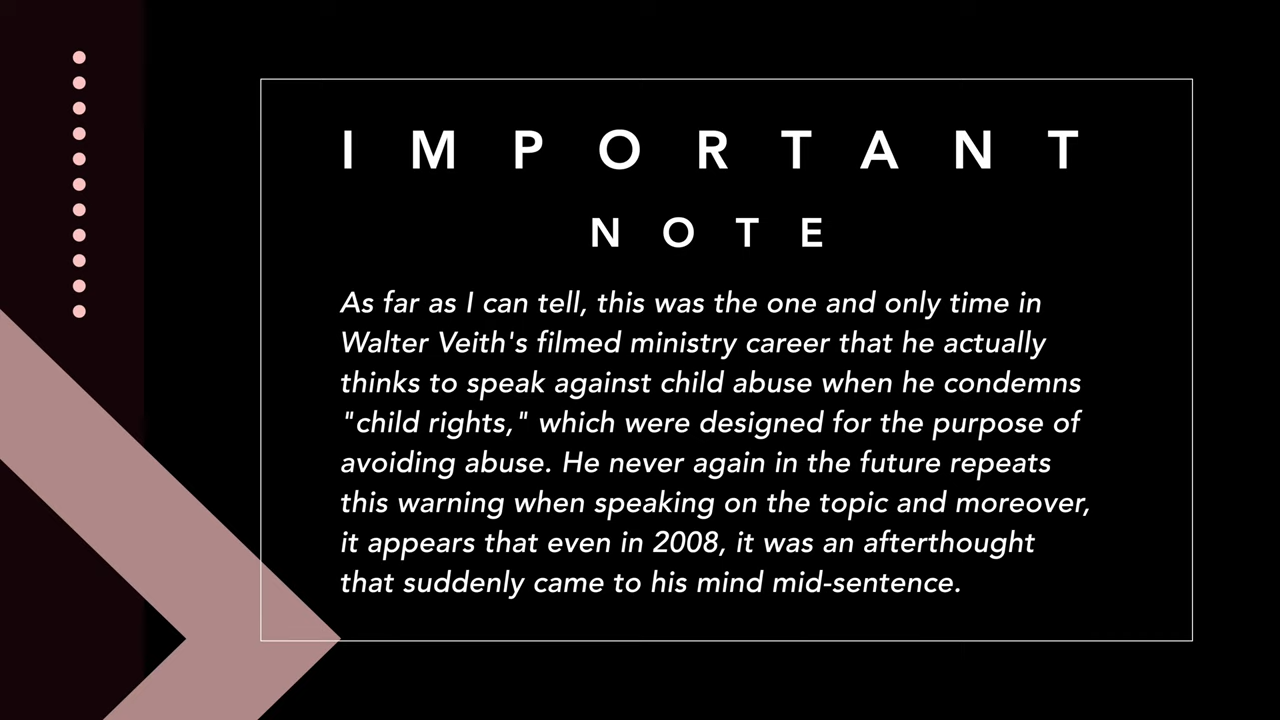 IMPORTANT
NOTE
As far as I can tell, this was the one and only time in
Walter Veith's filmed ministry career that he actually
thinks to speak against child abuse when he condemns
"child rights," which were designed for the purpose of
avoiding abuse. He never again in the future repeats
this warning when speaking on the topic and moreover,
it appears that even in 2008, it was an afterthought
that suddenly came to his mind mid-sentence.